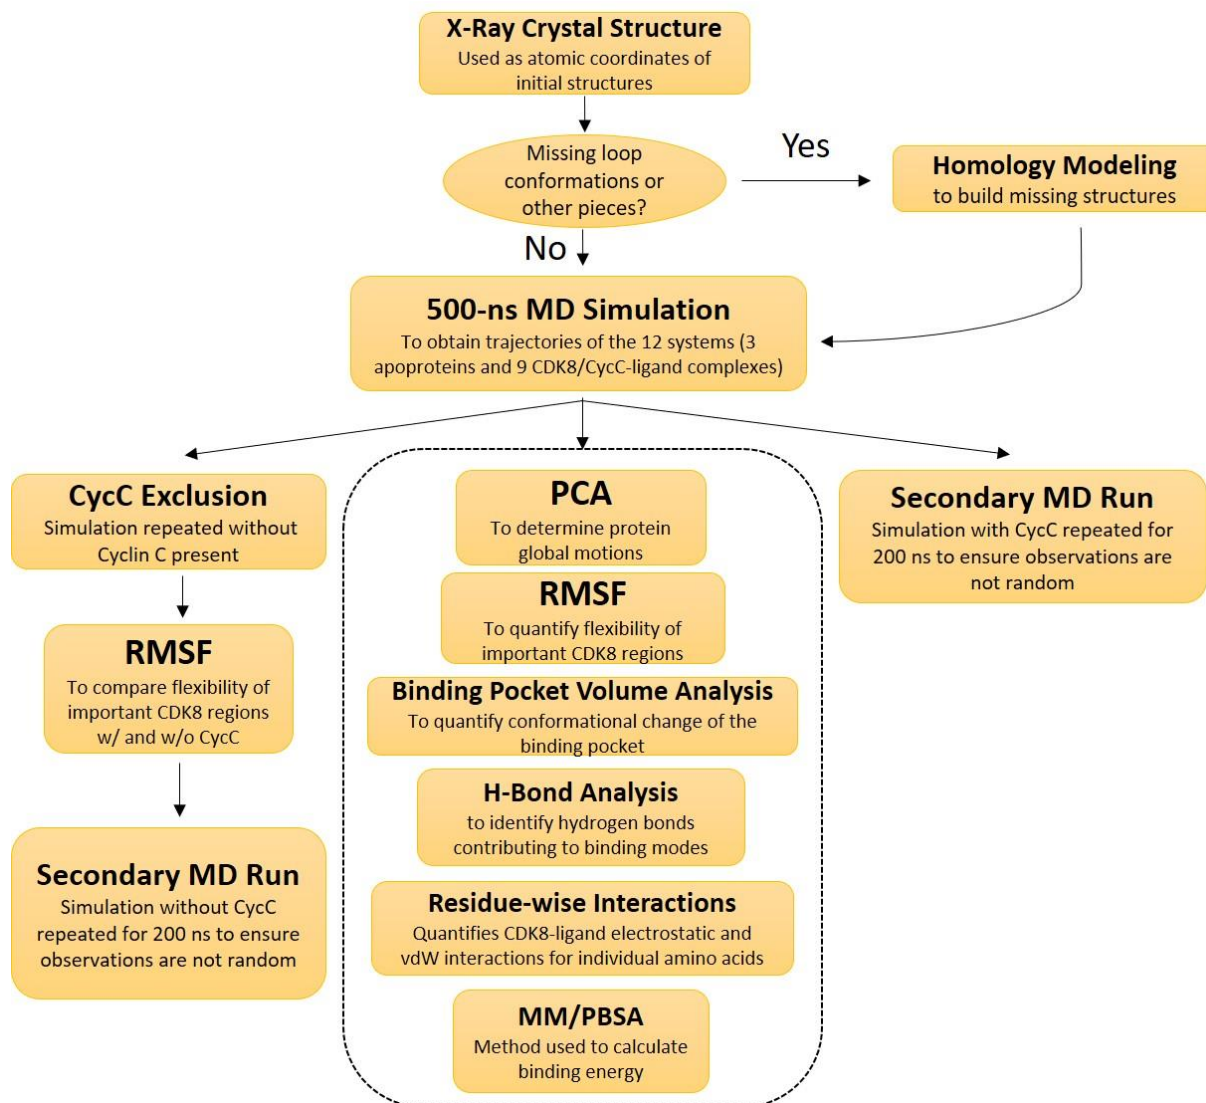 X-Ray Crystal Structure
Used as atomic coordinates of
initial structures
Missing loop
conformations or
other pieces?
Yes
Homology Modeling
to build missing structures
No
500-ns MD Simulation
To obtain trajectories of the 12 systems (3
apoproteins and 9 CDK8/CycC-ligand complexes)
CycC Exclusion
Simulation repeated without
Cyclin C present
RMSF
To compare flexibility of
important CDK8 regions
w/ and w/o CycC
Secondary MD Run
Simulation without CycC
repeated for 200 ns to ensure
observations are not random
PCA
To determine protein
global motions
RMSF
To quantify flexibility of
important CDK8 regions
Binding Pocket Volume Analysis
To quantify conformational change of the
binding pocket
H-Bond Analysis
to identify hydrogen bonds
contributing to binding modes
Residue-wise Interactions
Quantifies CDK8-ligand electrostatic and
vdW interactions for individual amino acids
MM/PBSA
Method used to calculate
binding energy
Secondary MD Run
Simulation with CycC repeated for
200 ns to ensure observations are
not random